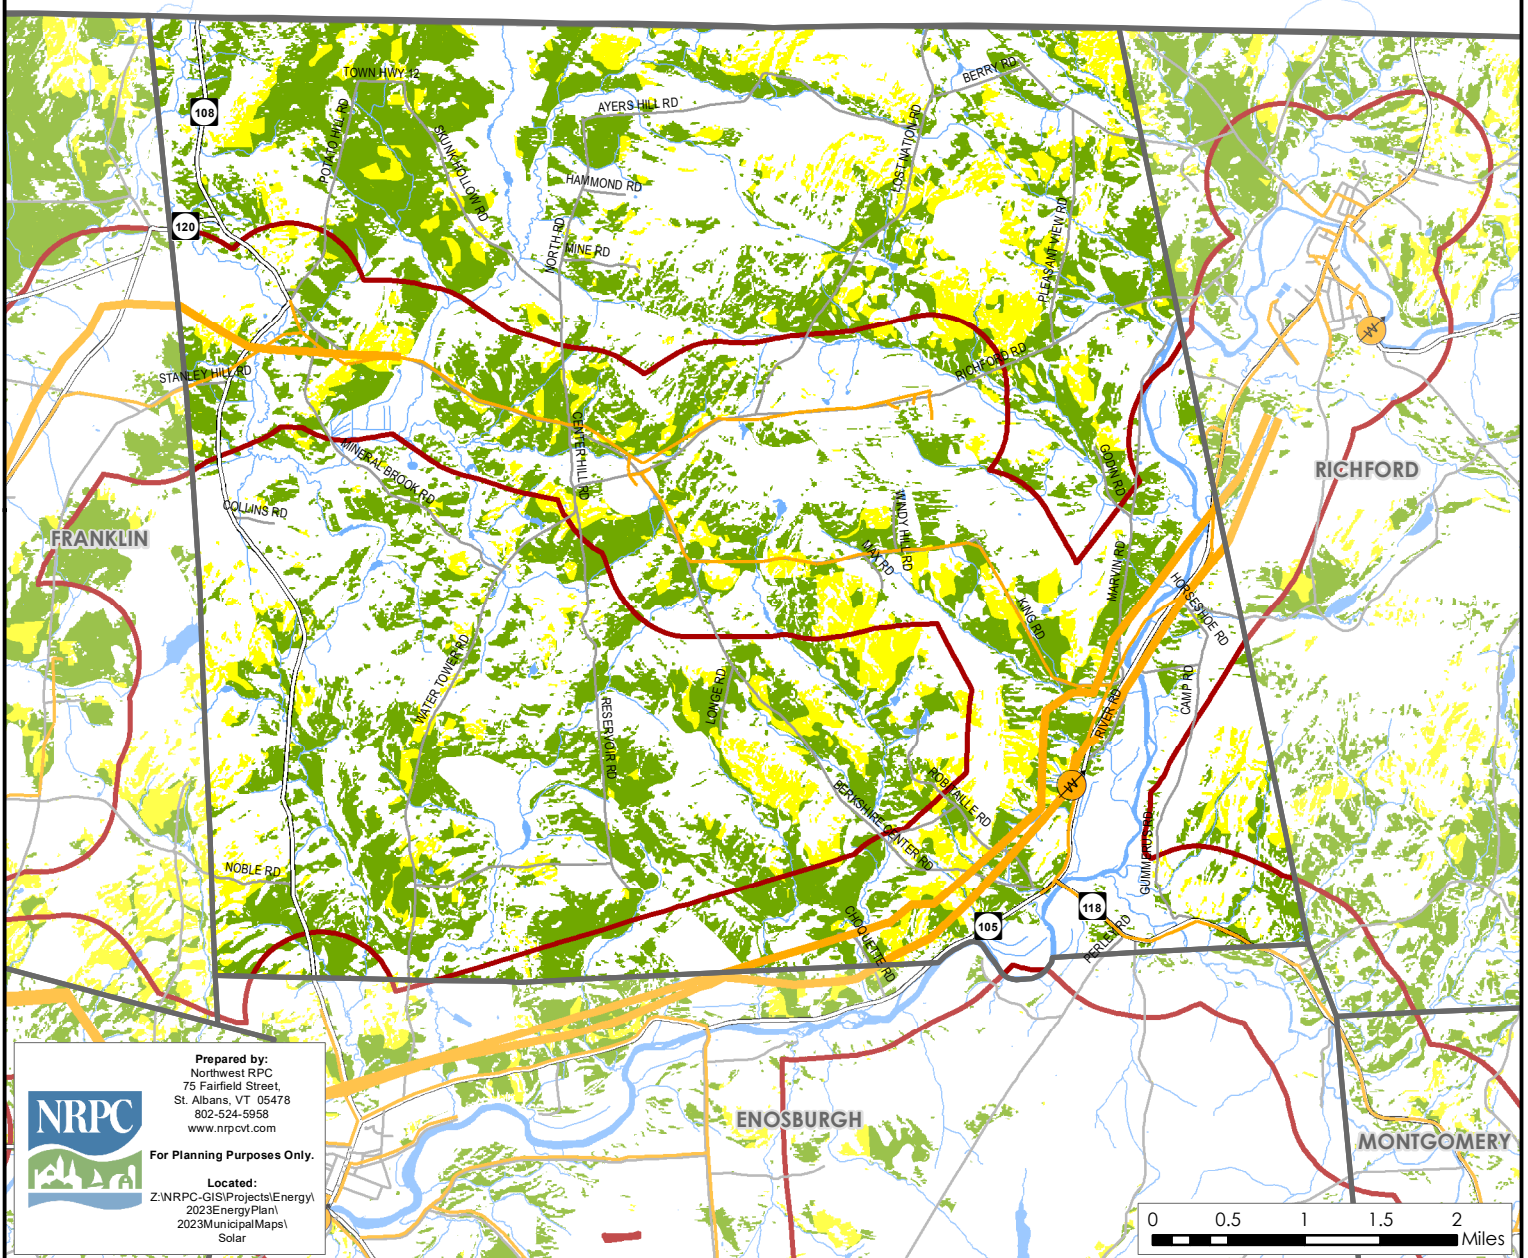 TOWN HWY 12
BERRY RD
108
AYERS HILL RD
POTATO HILL RD
SKUNK HOLLOW RD
LOST NATION RD
HAMMOND RD
120
NORTH RD
MINE RD
PLEASANT VIEW RD
W
STANLEY HILL RD
RICHFORD RD
CENTER HILL RD
MINERAL BROOK RD
GODIN RD
RICHFORD
COLLINS RD
WINDY HILL RD
FRANKLIN
MAX RD
MARVIN RD
HORSESHOE RD
KING RD
WATER TOWER RD
LONGE RD
CAMP RD
RESERVOIR RD
RIVER RD
W
ROBITAILLE RD
BERKSHIRE CENTER RD
NOBLE RD
118
CHOQUETTE RD
105
PERLEY RD
Prepared by:
Northwest RPC
75 Fairfield Street,
St. Albans, VT 05478
802-524-5958
www.nrpcvt.com
NRPC
For Planning Purposes Only.
Located:
Z:\NRPC-GIS\Projects\Energy\
2023EnergyPlan\
2023MunicipalMaps\
Solar
ENOSBURGH
MONTGOMERY
0 0.5 1 1.5 2
Miles